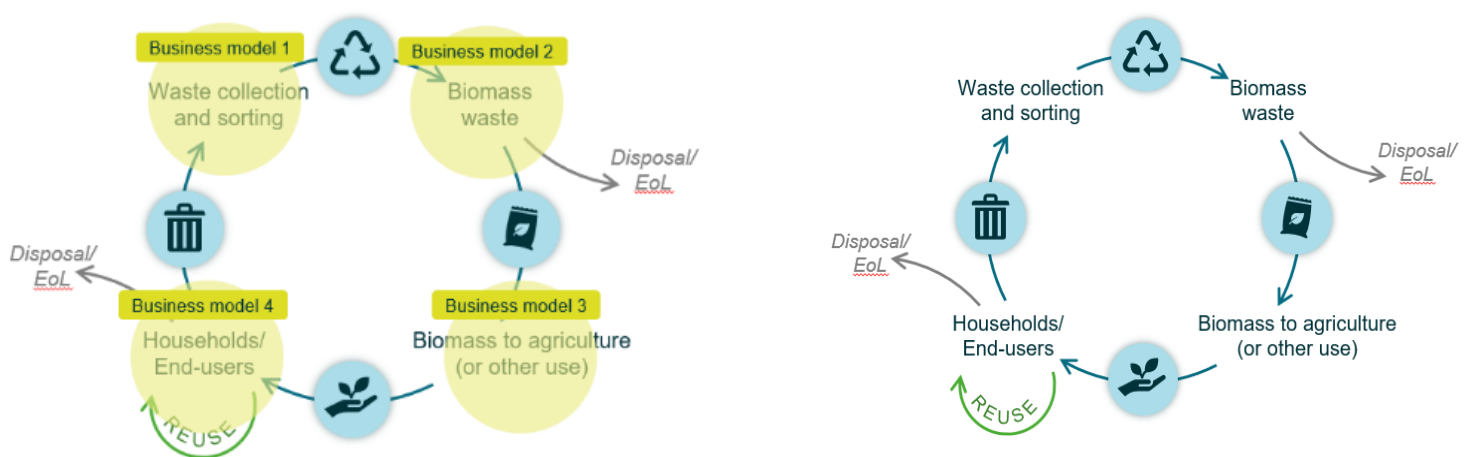 Business model 1
Business model 2
Waste collection
and sorting
Biomass
waste
Disposal/
EoL
Disposal/
EoL
Business model 4
Business model 3
Households/
End-users
Biomass to agriculture
(or other use)
REUSE
Waste collection
and sorting
Biomass
waste
Disposal/
EoL
Disposal/
EoL
Households/
End-users
Biomass to agriculture
(or other use)
REUSE